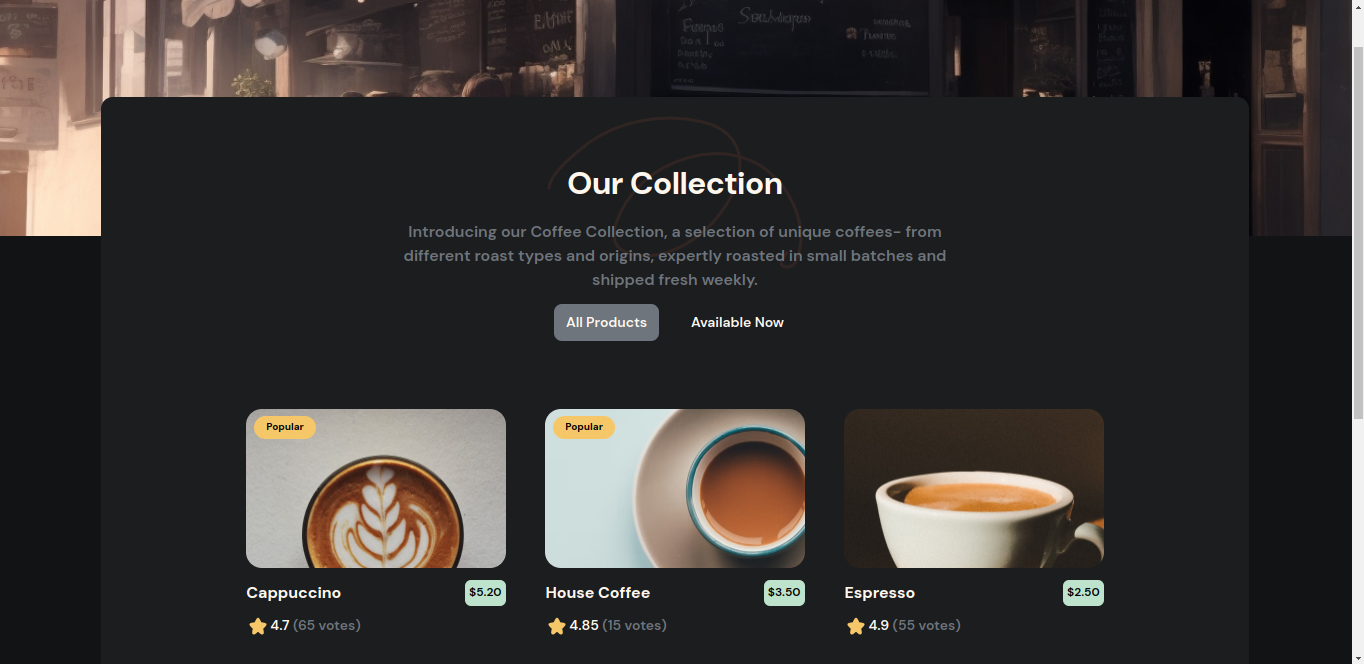 Our Collection
Introducing our Coffee Collection, a selection of unique coffees- from
different roast types and origins, expertly roasted in small batches and
shipped fresh weekly.
All Products
Available Now
Popular
Popular
Cappuccino
$5.20
House Coffee
$3.50
Espresso
$2.50
4.7 (65 votes)
4.85 (15 votes)
4.9 (55 votes)